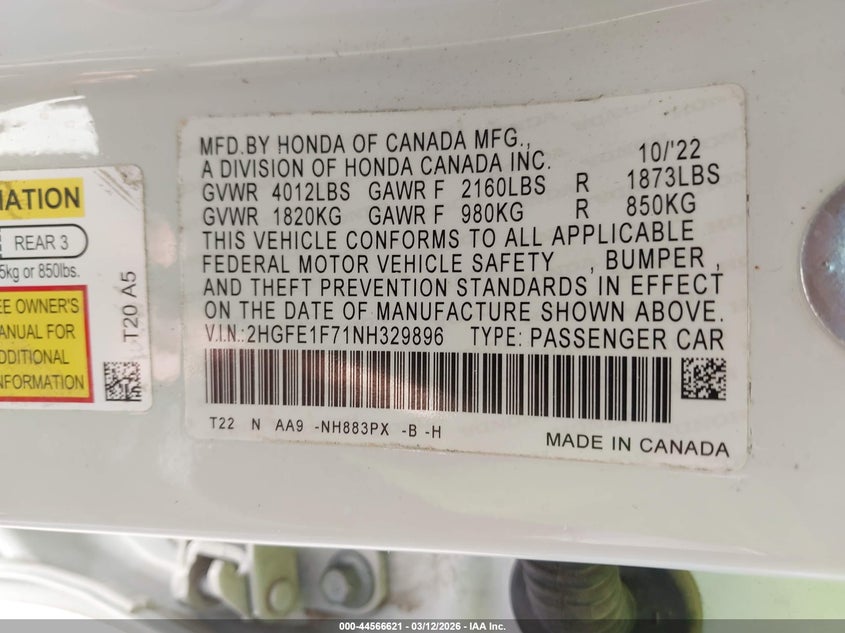 MATION
REAR 3
5kg or 850lbs.
EE OWNER'S
ANUAL FOR
DDITIONAL
NFORMATION
T20 A5
MFD.BY HONDA OF CANADA MFG.,
A DIVISION OF HONDA CANADA INC. 10/'22
GVWR 4012LBS GAWR F 2160LBS R 1873LBS
GVWR 1820KG GAWR F 980KG R 850KG
THIS VEHICLE CONFORMS TO ALL APPLICABLE
FEDERAL MOTOR VEHICLE SAFETY , BUMPER ,
AND THEFT PREVENTION STANDARDS IN EFFECT
ON THE DATE OF MANUFACTURE SHOWN ABOVE.
V.I.N.:2HGFE1F71NH329896 TYPE: PASSENGER CAR
T22 N AA9 -NH883PX -B -H
MADE IN CANADA
000-44566621 - 03/12/2026 - IAA Inc.